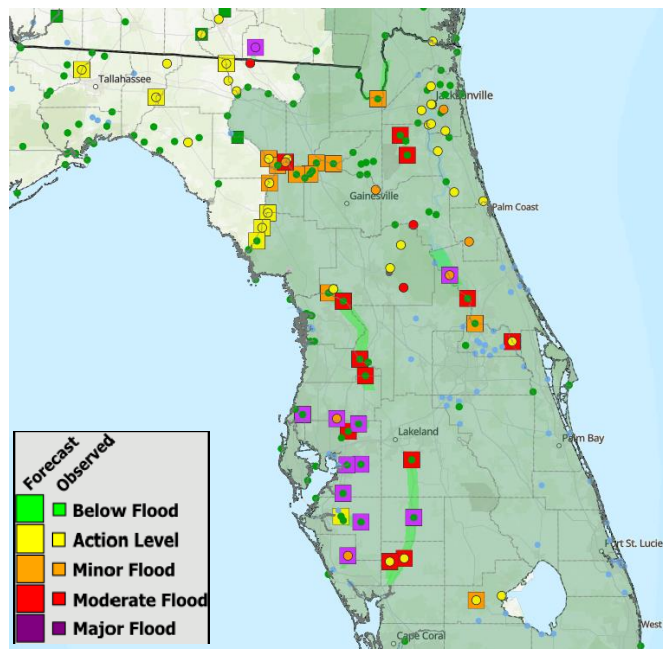 Tallahassee
Jacksonville
Gainesville
Palm Coast
Lakeland
Palm Bay
Port St. Lucie
West
Cape Coral
Forecast
Observed
Below Flood
Action Level
Minor Flood
Moderate Flood
Major Flood